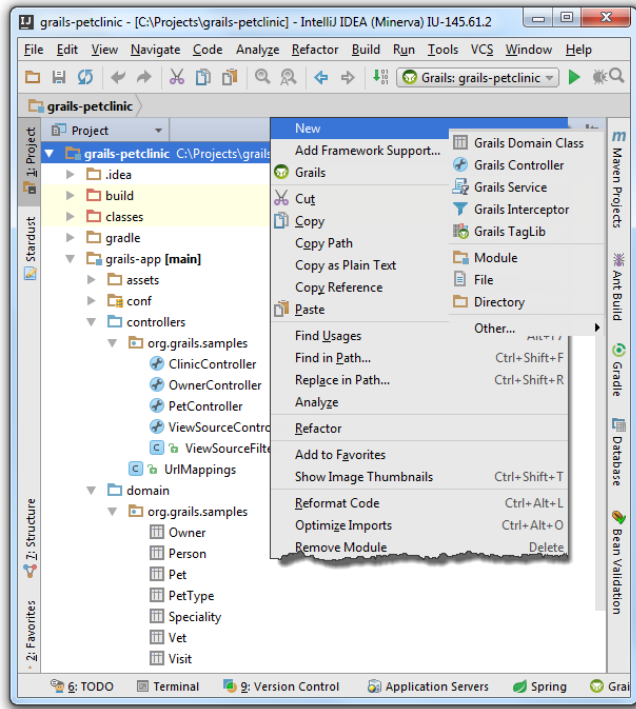 grails-petclinic - [C:\Projects\grails-petclinic] - IntelliJ IDEA (Minerva) IU-145.61.2
File Edit View Navigate Code Analyze Refactor Build Run Tools VCS Window Help
Grails: grails-petclinic
grails-petclinic
1: Project
Stardust
7: Structure
2: Favorites
Project
grails-petclinic C:\Projects\grails
.idea
build
classes
gradle
grails-app [main]
assets
conf
controllers
org.grails.samples
ClinicController
OwnerController
PetController
ViewSourceContro
ViewSourceFilte
UrlMappings
domain
org.grails.samples
Owner
Person
Pet
PetType
Speciality
Vet
Visit
New
Add Framework Support...
Grails
Cut
Copy
Copy Path
Copy as Plain Text
Copy Reference
Paste
Find Usages Alt+F7
Find in Path... Ctrl+Shift+F
Replace in Path... Ctrl+Shift+R
Analyze
Refactor
Add to Favorites
Show Image Thumbnails Ctrl+Shift+T
Reformat Code Ctrl+Alt+L
Optimize Imports Ctrl+Alt+O
Remove Module Delete
Grails Domain Class
Grails Controller
Grails Service
Grails Interceptor
Grails TagLib
Module
File
Directory
Other...
Maven Projects
Ant Build
Gradle
Database
Bean Validation
6: TODO Terminal 9: Version Control Application Servers Spring Grai